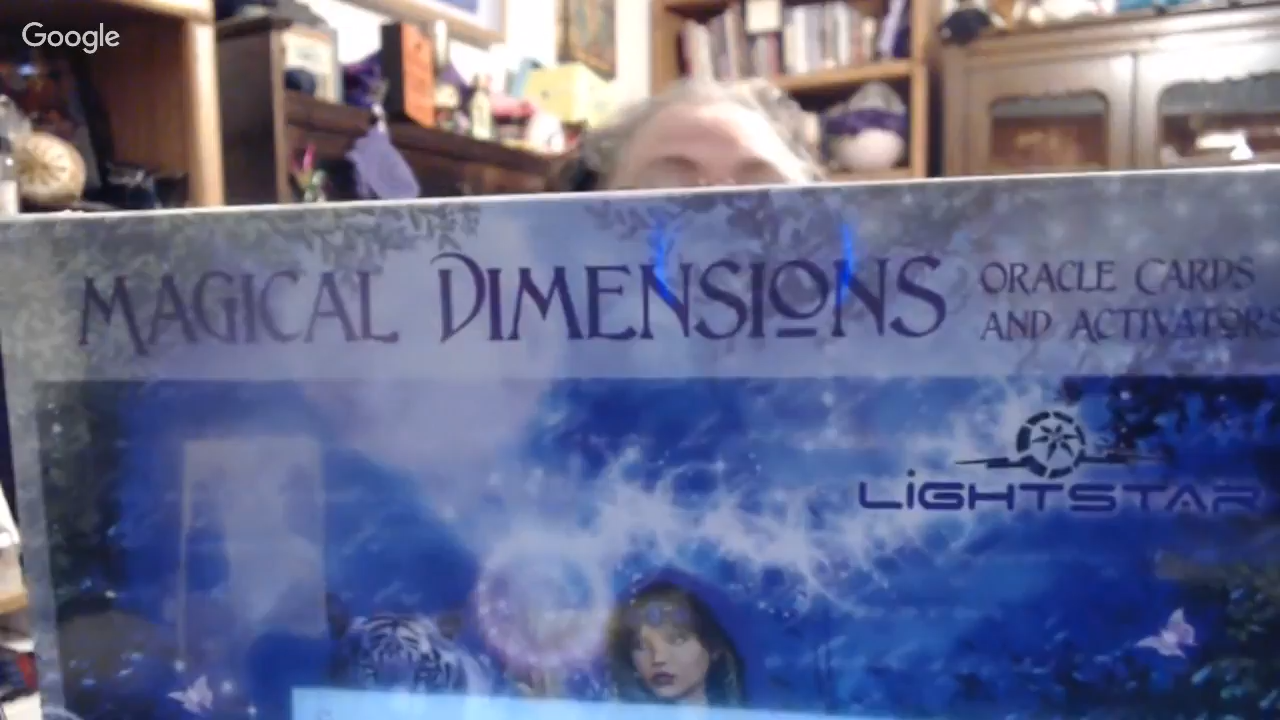 Google
MAGICAL DIMENSIONS
ORACLE CARDS
AND ACTIVATORS
LIGHTSTAR